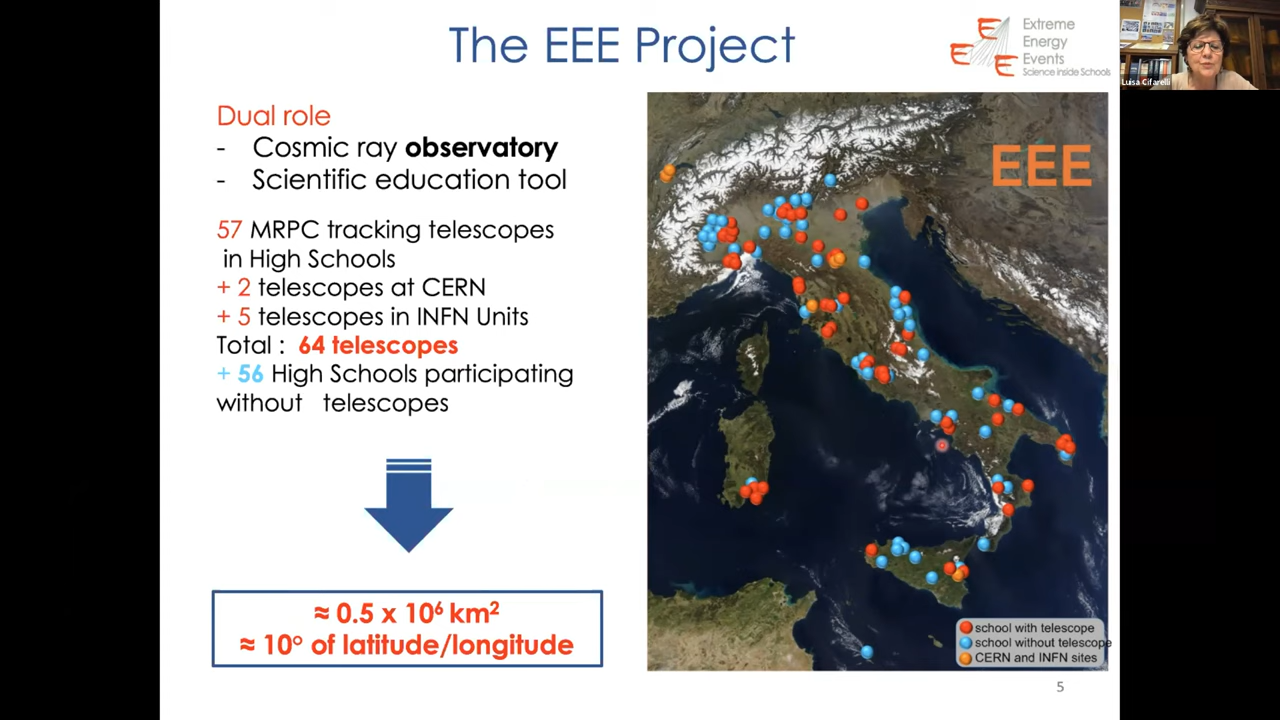 The EEE Project
E
E
E
Extreme
Energy
Events
Science inside Schools
Luisa Cifarelli
Dual role
- Cosmic ray observatory
- Scientific education tool
57 MRPC tracking telescopes
in High Schools
+ 2 telescopes at CERN
+ 5 telescopes in INFN Units
Total : 64 telescopes
+ 56 High Schools participating
without telescopes
≈ 0.5 x 10⁶ km²
≈ 10° of latitude/longitude
EEE
school with telescope
school without telescope
CERN and INFN sites
5